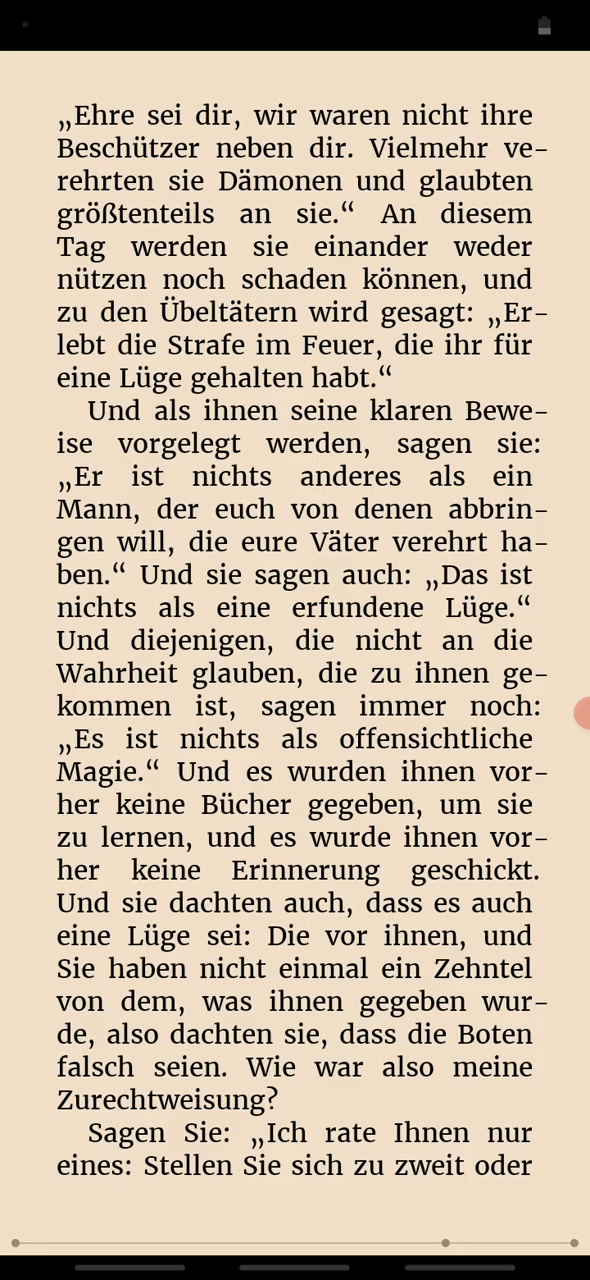 „Ehre sei dir, wir waren nicht ihre
Beschützer neben dir. Vielmehr ve-
rehrten sie Dämonen und glaubten
größtenteils an sie.“ An diesem
Tag werden sie einander weder
nützen noch schaden können, und
zu den Übeltätern wird gesagt: „Er-
lebt die Strafe im Feuer, die ihr für
eine Lüge gehalten habt.“
Und als ihnen seine klaren Bewe-
ise vorgelegt werden, sagen sie:
„Er ist nichts anderes als ein
Mann, der euch von denen abbrin-
gen will, die eure Väter verehrt ha-
ben.“ Und sie sagen auch: „Das ist
nichts als eine erfundene Lüge.“
Und diejenigen, die nicht an die
Wahrheit glauben, die zu ihnen ge-
kommen ist, sagen immer noch:
„Es ist nichts als offensichtliche
Magie.“ Und es wurden ihnen vor-
her keine Bücher gegeben, um sie
zu lernen, und es wurde ihnen vor-
her keine Erinnerung geschickt.
Und sie dachten auch, dass es auch
eine Lüge sei: Die vor ihnen, und
Sie haben nicht einmal ein Zehntel
von dem, was ihnen gegeben wur-
de, also dachten sie, dass die Boten
falsch seien. Wie war also meine
Zurechtweisung?
Sagen Sie: „Ich rate Ihnen nur
eines: Stellen Sie sich zu zweit oder